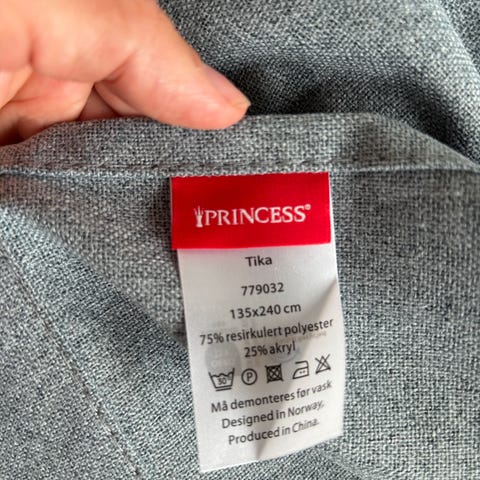 PRINCESS®
Tika
779032
135x240 cm
75% resirkulert polyester
25% akryl
30° P
Må demonteres før vask
Designed in Norway,
Produced in China.